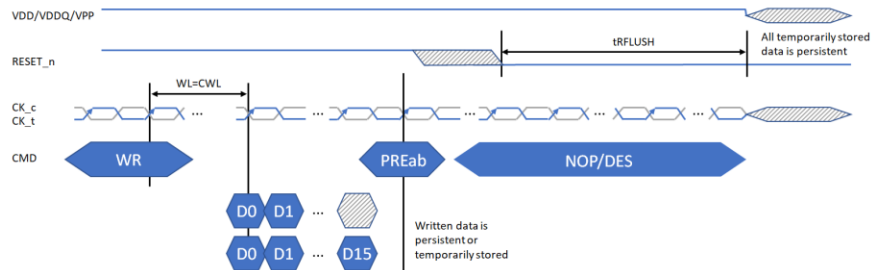 VDD/VDDQ/VPP
All temporarily stored
data is persistent
tRFLUSH
RESET_n
WL=CWL
CK_c
CK_t
... ... ... ... ...
CMD
WR
PREab
NOP/DES
D0 D1 ...
Written data is
persistent or
temporarily stored
D0 D1 ... D15